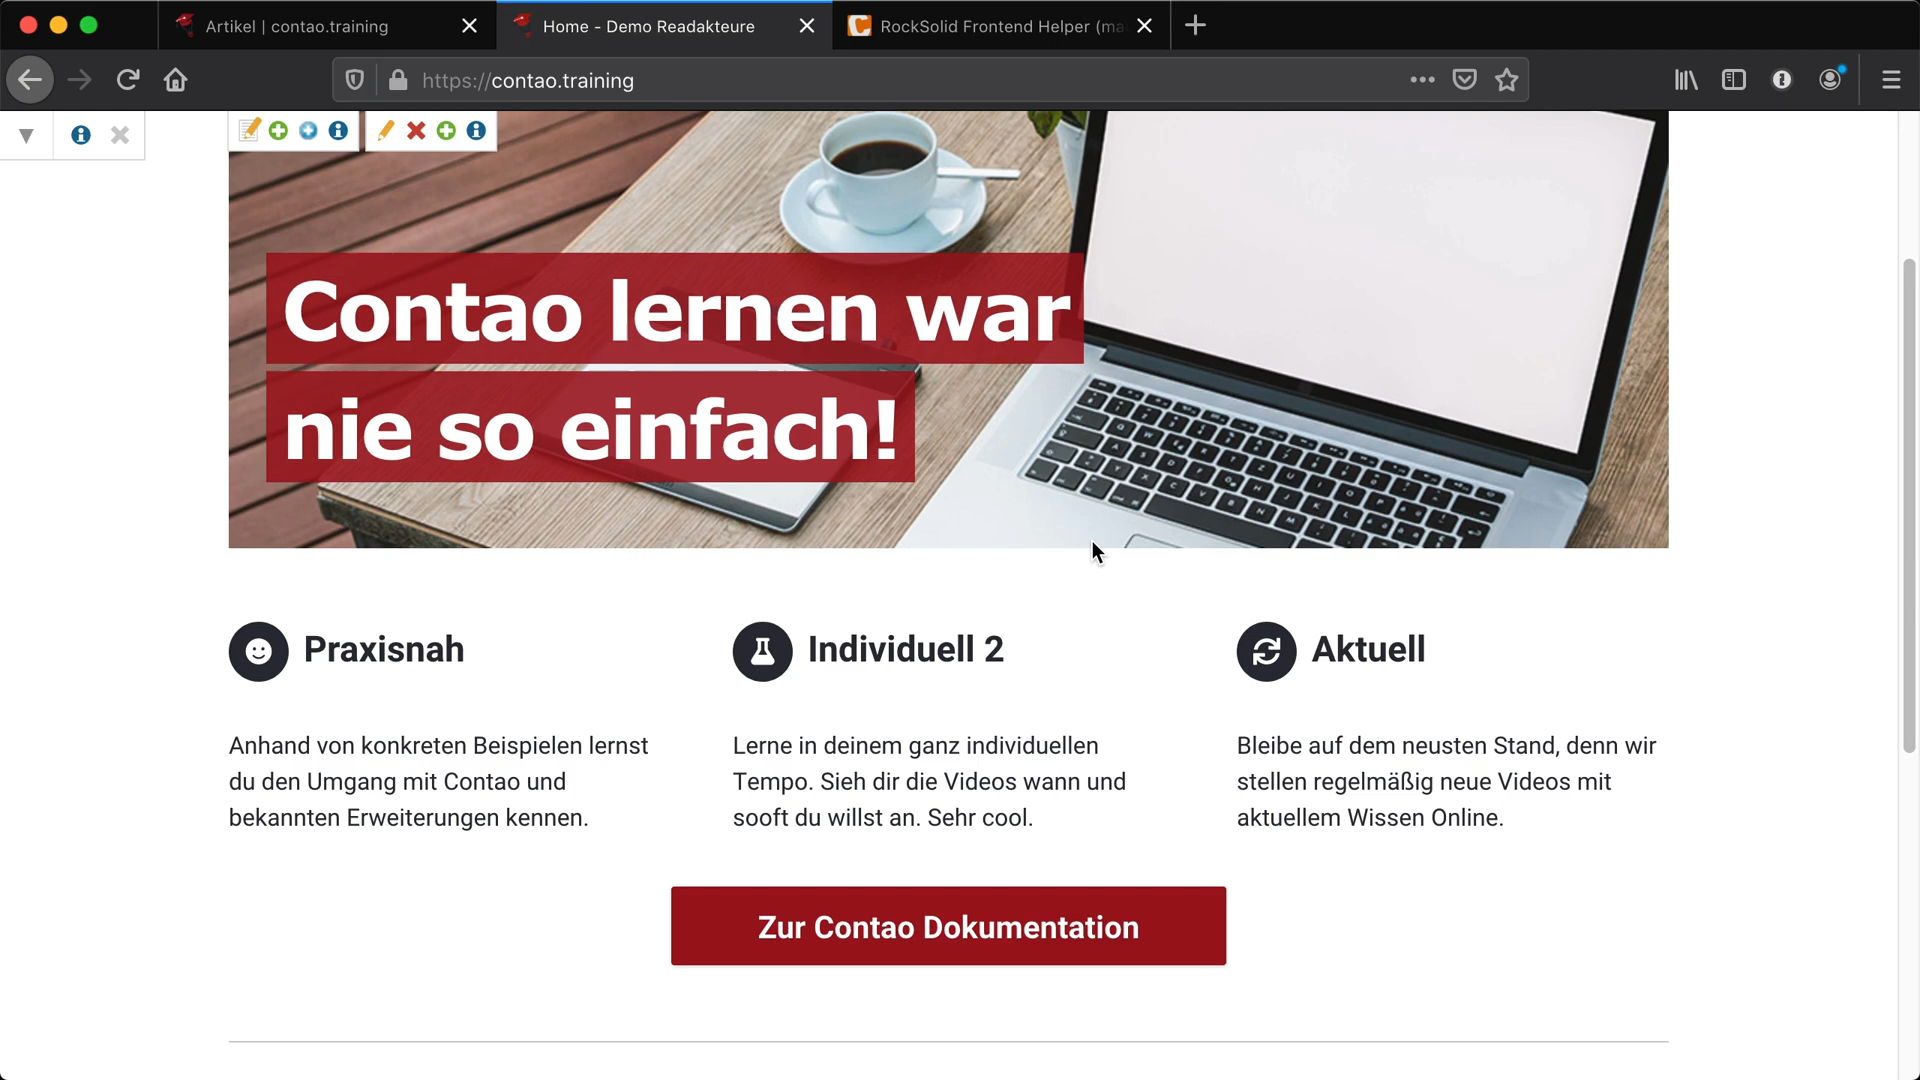 Artikel | contao.training
Home - Demo Readakteure
RockSolid Frontend Helper (ma
https://contao.training
Contao lernen war
nie so einfach!
Praxisnah
Individuell 2
Aktuell
Anhand von konkreten Beispielen lernst
du den Umgang mit Contao und
bekannten Erweiterungen kennen.
Lerne in deinem ganz individuellen
Tempo. Sieh dir die Videos wann und
sooft du willst an. Sehr cool.
Bleibe auf dem neusten Stand, denn wir
stellen regelmäßig neue Videos mit
aktuellem Wissen Online.
Zur Contao Dokumentation